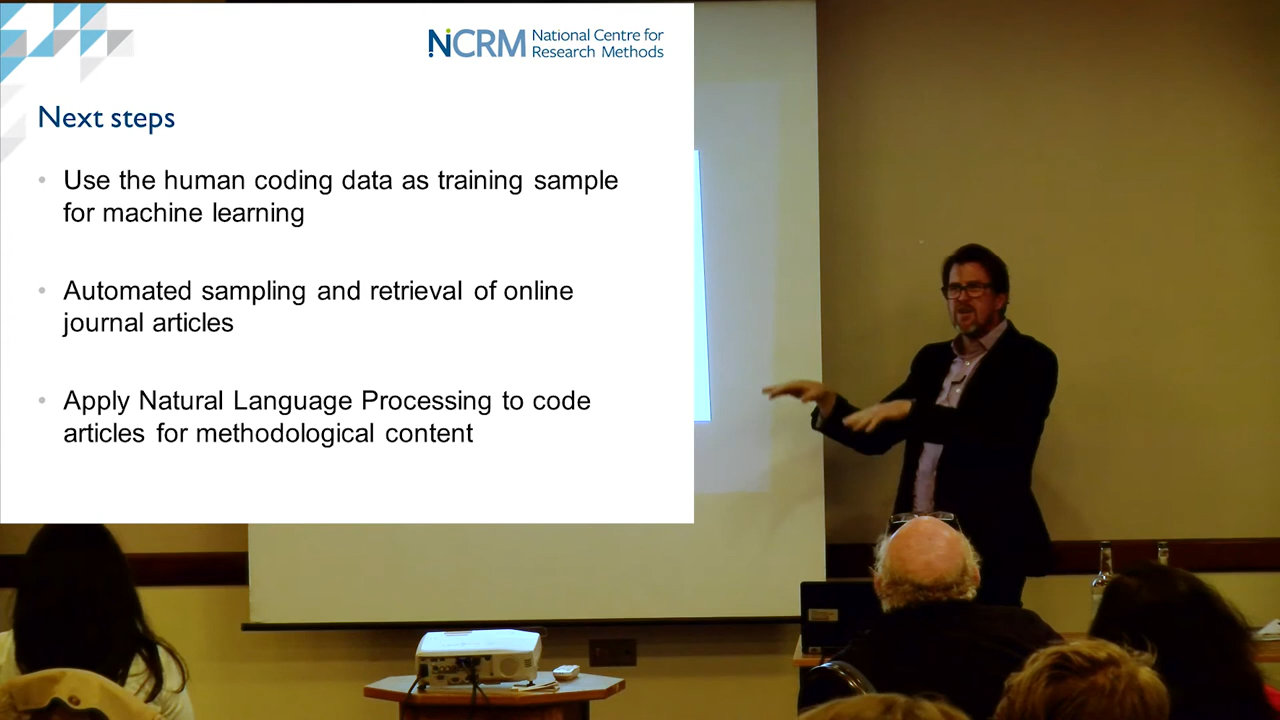 NCRM National Centre for
Research Methods
Next steps
• Use the human coding data as training sample
for machine learning
• Automated sampling and retrieval of online
journal articles
• Apply Natural Language Processing to code
articles for methodological content